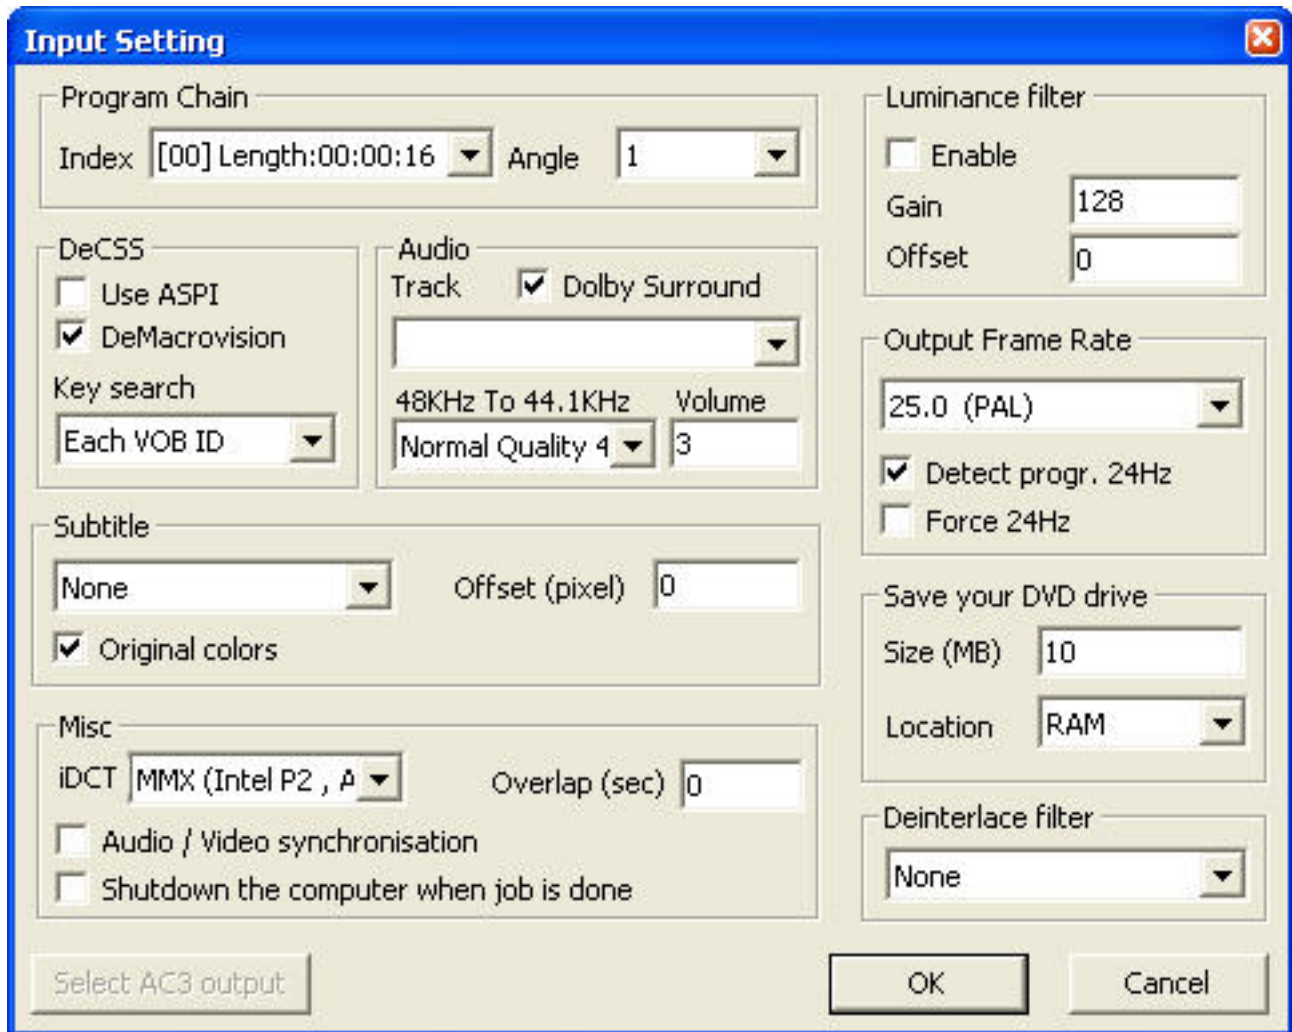 Input Setting
Program Chain
Index [00] Length:00:00:16 Angle 1
DeCSS
Use ASPI
DeMacrovision
Key search
Each VOB ID
Audio
Track Dolby Surround
48KHz To 44.1KHz Volume
Normal Quality 4 3
Subtitle
None Offset (pixel) 0
Original colors
Misc
iDCT MMX (Intel P2 , A Overlap (sec) 0
Audio / Video synchronisation
Shutdown the computer when job is done
Luminance filter
Enable
Gain 128
Offset 0
Output Frame Rate
25.0 (PAL)
Detect progr. 24Hz
Force 24Hz
Save your DVD drive
Size (MB) 10
Location RAM
Deinterlace filter
None
Select AC3 output OK Cancel